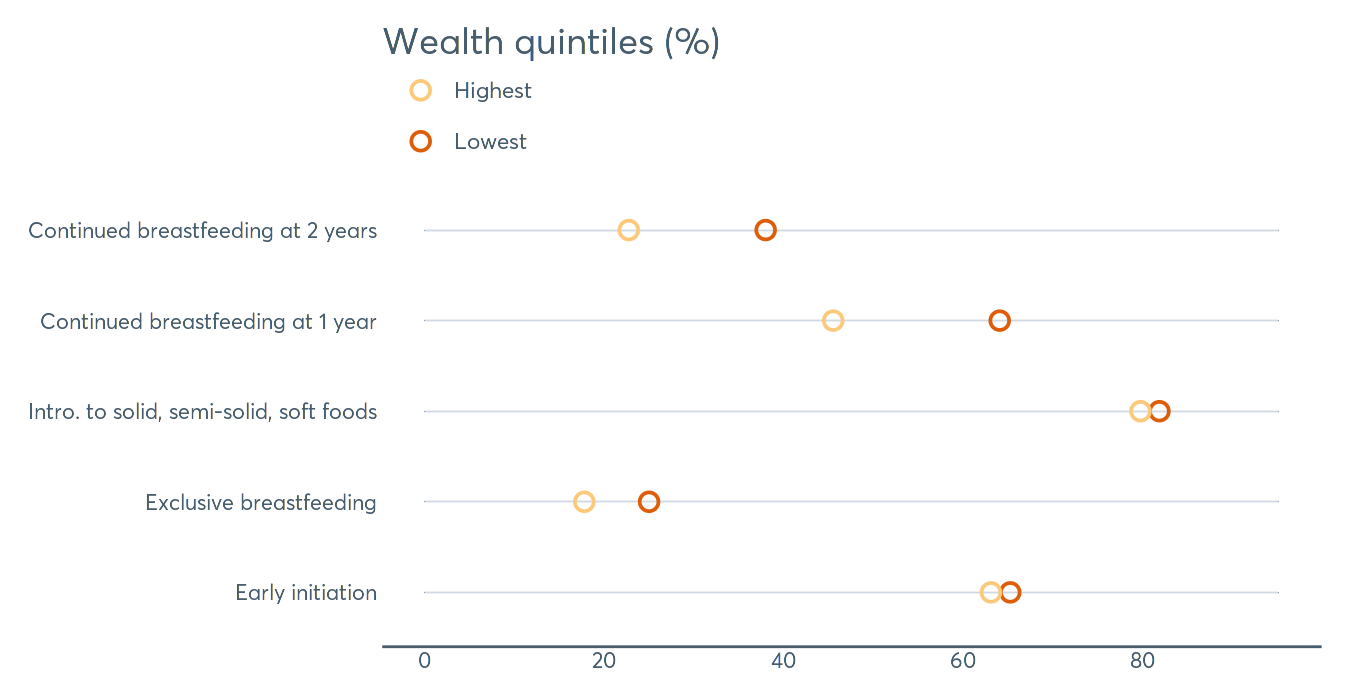 Wealth quintiles (%)
Highest
Lowest
Continued breastfeeding at 2 years
Continued breastfeeding at 1 year
Intro. to solid, semi-solid, soft foods
Exclusive breastfeeding
Early initiation
0 20 40 60 80